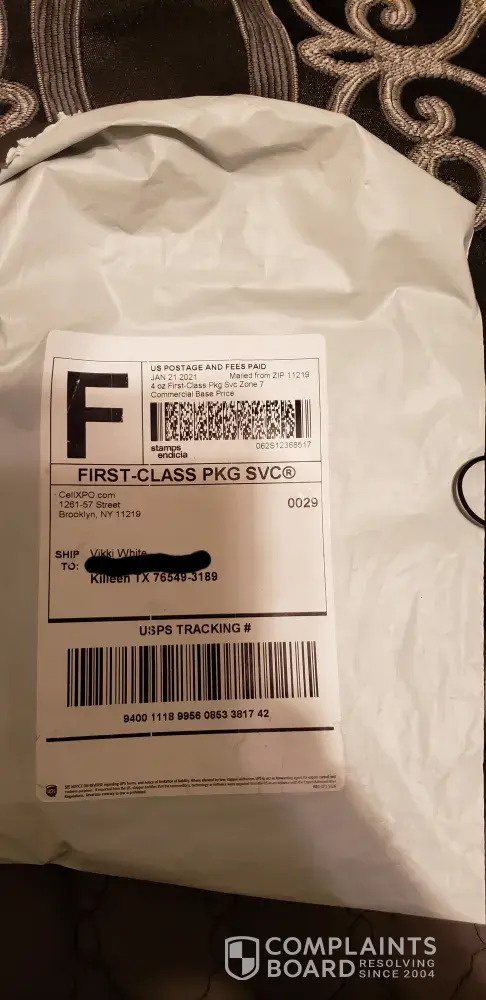 F
US POSTAGE AND FEES PAID
JAN 21 2021 Mailed from ZIP 11219
4 oz First-Class Pkg Svc Zone 7
Commercial Base Price
stamps
endicia
062S12368517
FIRST-CLASS PKG SVC®
CellXPO.com
1261-57 Street
Brooklyn, NY 11219
0029
SHIP
TO:
Vikki White
Killeen TX 76549-3189
USPS TRACKING #
9400 1118 9956 0853 3817 42
COMPLAINTS
BOARD RESOLVING
SINCE 2004